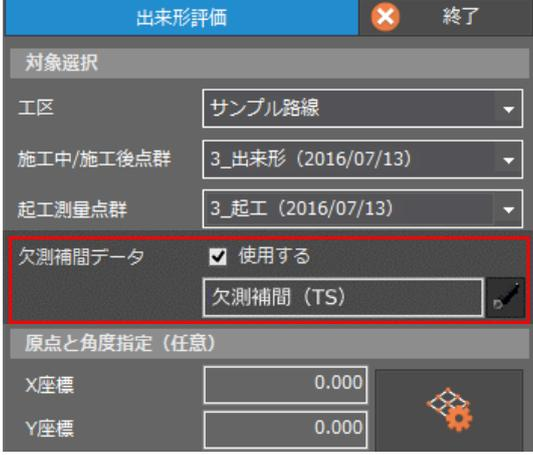 出来形評価 終了
対象選択
工区 サンプル路線
施工中/施工後点群 3_出来形（2016/07/13）
起工測量点群 3_起工（2016/07/13）
欠測補間データ 使用する
欠測補間（TS）
原点と角度指定（任意）
X座標 0.000
Y座標 0.000